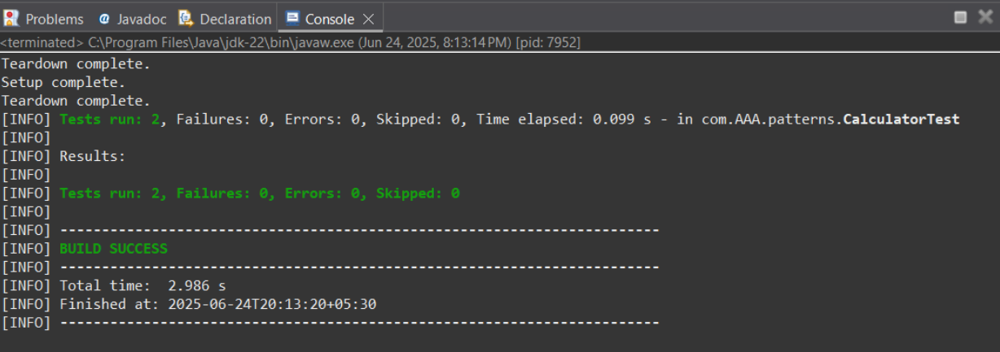 Problems @ Javadoc Declaration Console
<terminated> C:\Program Files\Java\jdk-22\bin\javaw.exe (Jun 24, 2025, 8:13:14 PM) [pid: 7952]
Teardown complete.
Setup complete.
Teardown complete.
[INFO] Tests run: 2, Failures: 0, Errors: 0, Skipped: 0, Time elapsed: 0.099 s - in com.AAA.patterns.CalculatorTest
[INFO]
[INFO] Results:
[INFO]
[INFO] Tests run: 2, Failures: 0, Errors: 0, Skipped: 0
[INFO]
[INFO] ------------------------------------------------------------------------
[INFO] BUILD SUCCESS
[INFO] ------------------------------------------------------------------------
[INFO] Total time:  2.986 s
[INFO] Finished at: 2025-06-24T20:13:20+05:30
[INFO] ------------------------------------------------------------------------